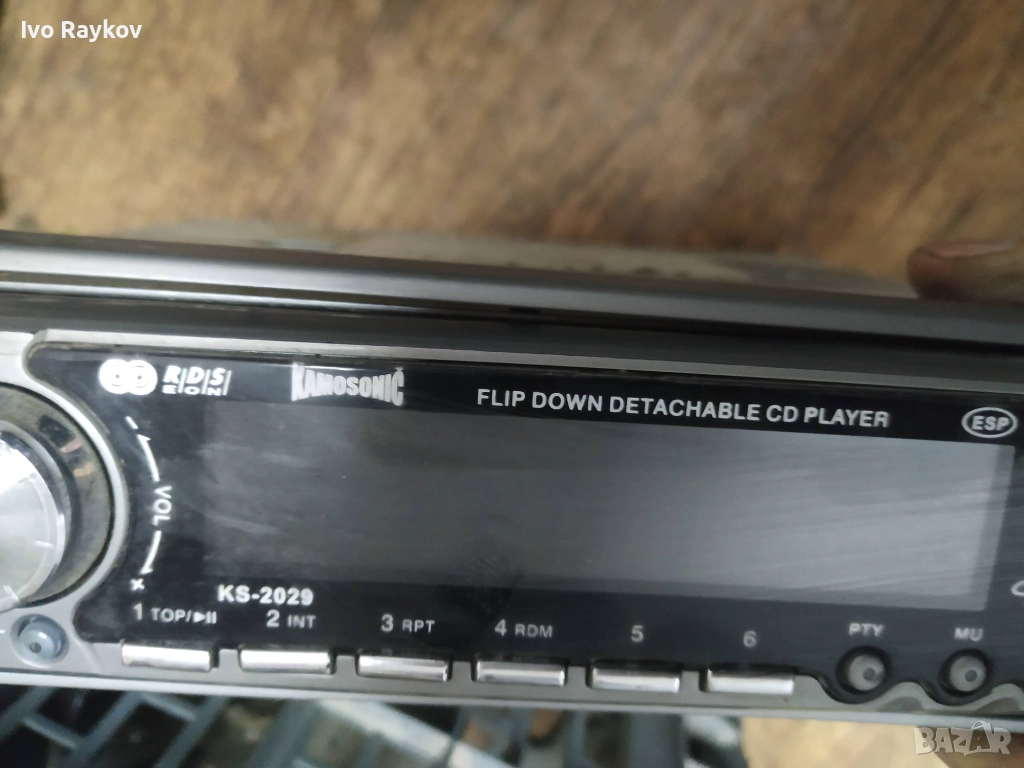 Ivo Raykov
R/D/S/
EON
KAMOSONIC
FLIP DOWN DETACHABLE CD PLAYER
ESP
- VOL +
KS-2029
1 TOP/▶II
2 INT
3 RPT
4 RDM
5
6
PTY
MU
BAZAR